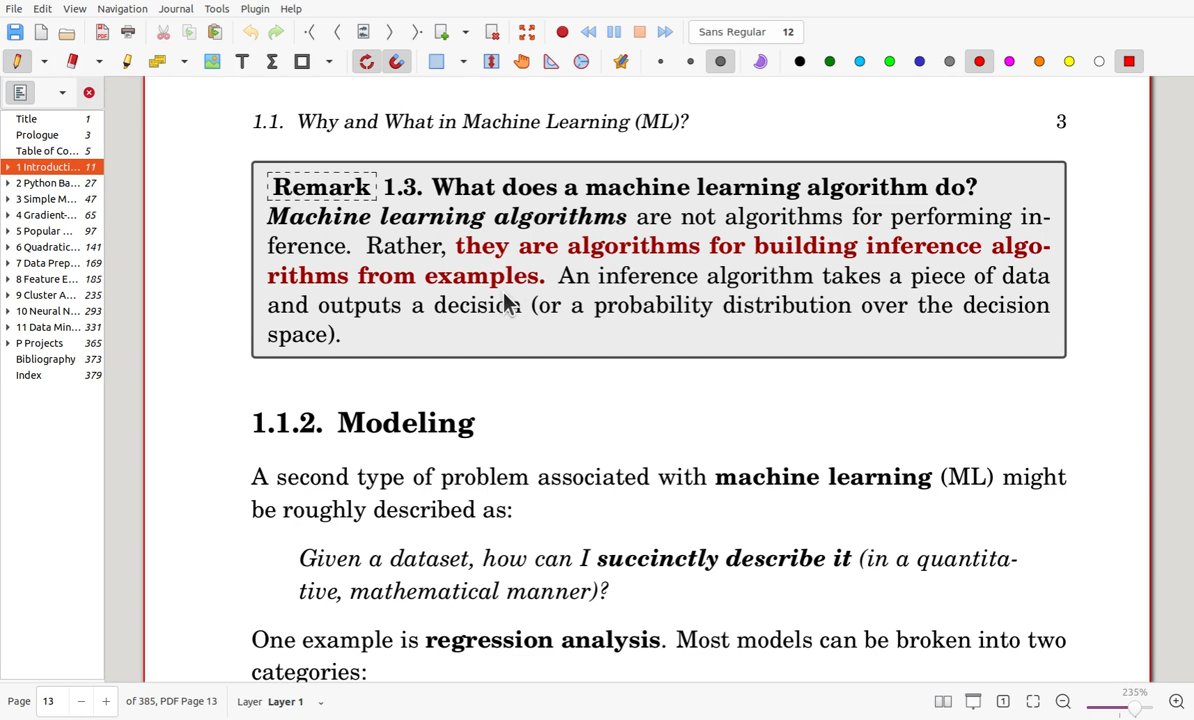 File Edit View Navigation Journal Tools Plugin Help
Sans Regular 12
Title 1
Prologue 3
Table of Co... 5
1 Introducti... 11
2 Python Ba... 27
3 Simple M... 47
4 Gradient-... 65
5 Popular ... 97
6 Quadratic... 141
7 Data Prep... 169
8 Feature E... 185
9 Cluster A... 235
10 Neural N... 293
11 Data Min... 331
P Projects 365
Bibliography 373
Index 379
1.1. Why and What in Machine Learning (ML)? 3
Remark 1.3. What does a machine learning algorithm do?
Machine learning algorithms are not algorithms for performing in-
ference. Rather, they are algorithms for building inference algo-
rithms from examples. An inference algorithm takes a piece of data
and outputs a decision (or a probability distribution over the decision
space).
1.1.2. Modeling
A second type of problem associated with machine learning (ML) might
be roughly described as:
Given a dataset, how can I succinctly describe it (in a quantita-
tive, mathematical manner)?
One example is regression analysis. Most models can be broken into two
categories:
Page 13 of 385, PDF Page 13 Layer Layer 1 235%